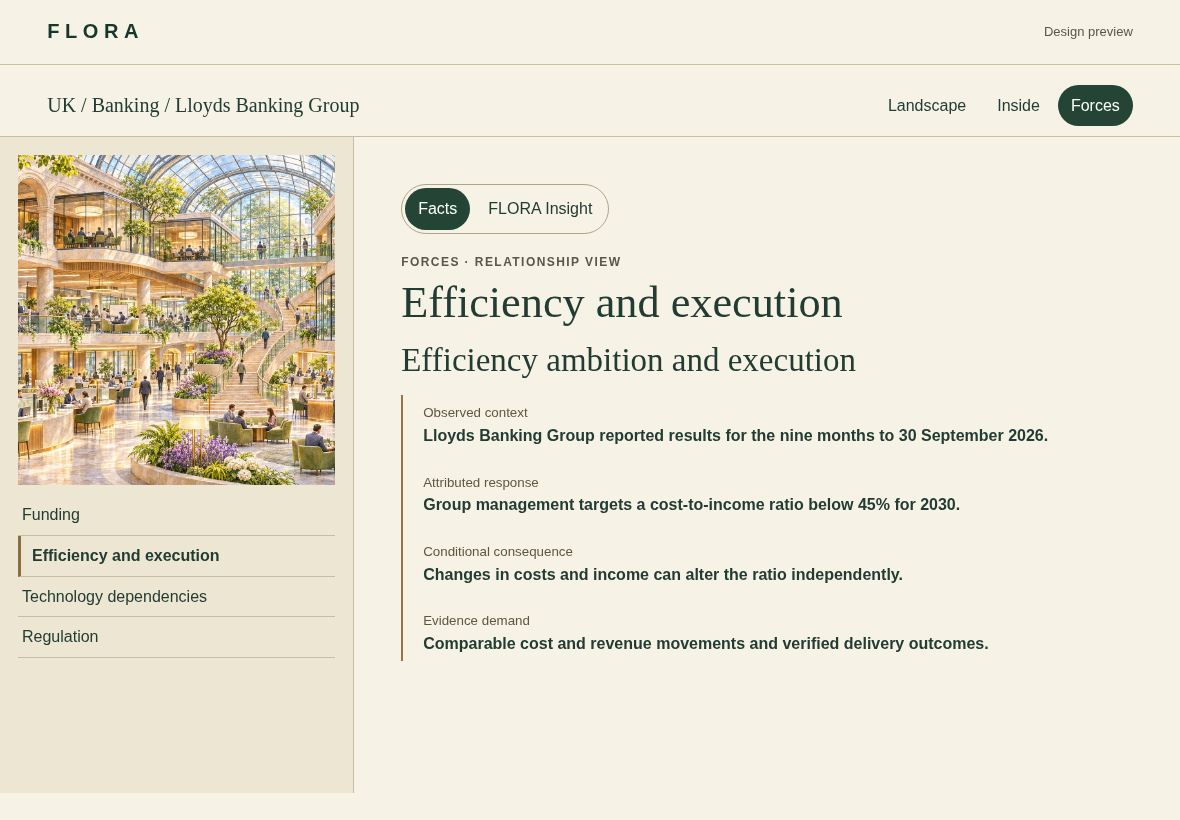 FLORA
Design preview
UK / Banking / Lloyds Banking Group
Landscape
Inside
Forces
Facts
FLORA Insight
FORCES · RELATIONSHIP VIEW
Efficiency and execution
Efficiency ambition and execution
Observed context
Lloyds Banking Group reported results for the nine months to 30 September 2026.
Attributed response
Group management targets a cost-to-income ratio below 45% for 2030.
Conditional consequence
Changes in costs and income can alter the ratio independently.
Evidence demand
Comparable cost and revenue movements and verified delivery outcomes.
Funding
Efficiency and execution
Technology dependencies
Regulation